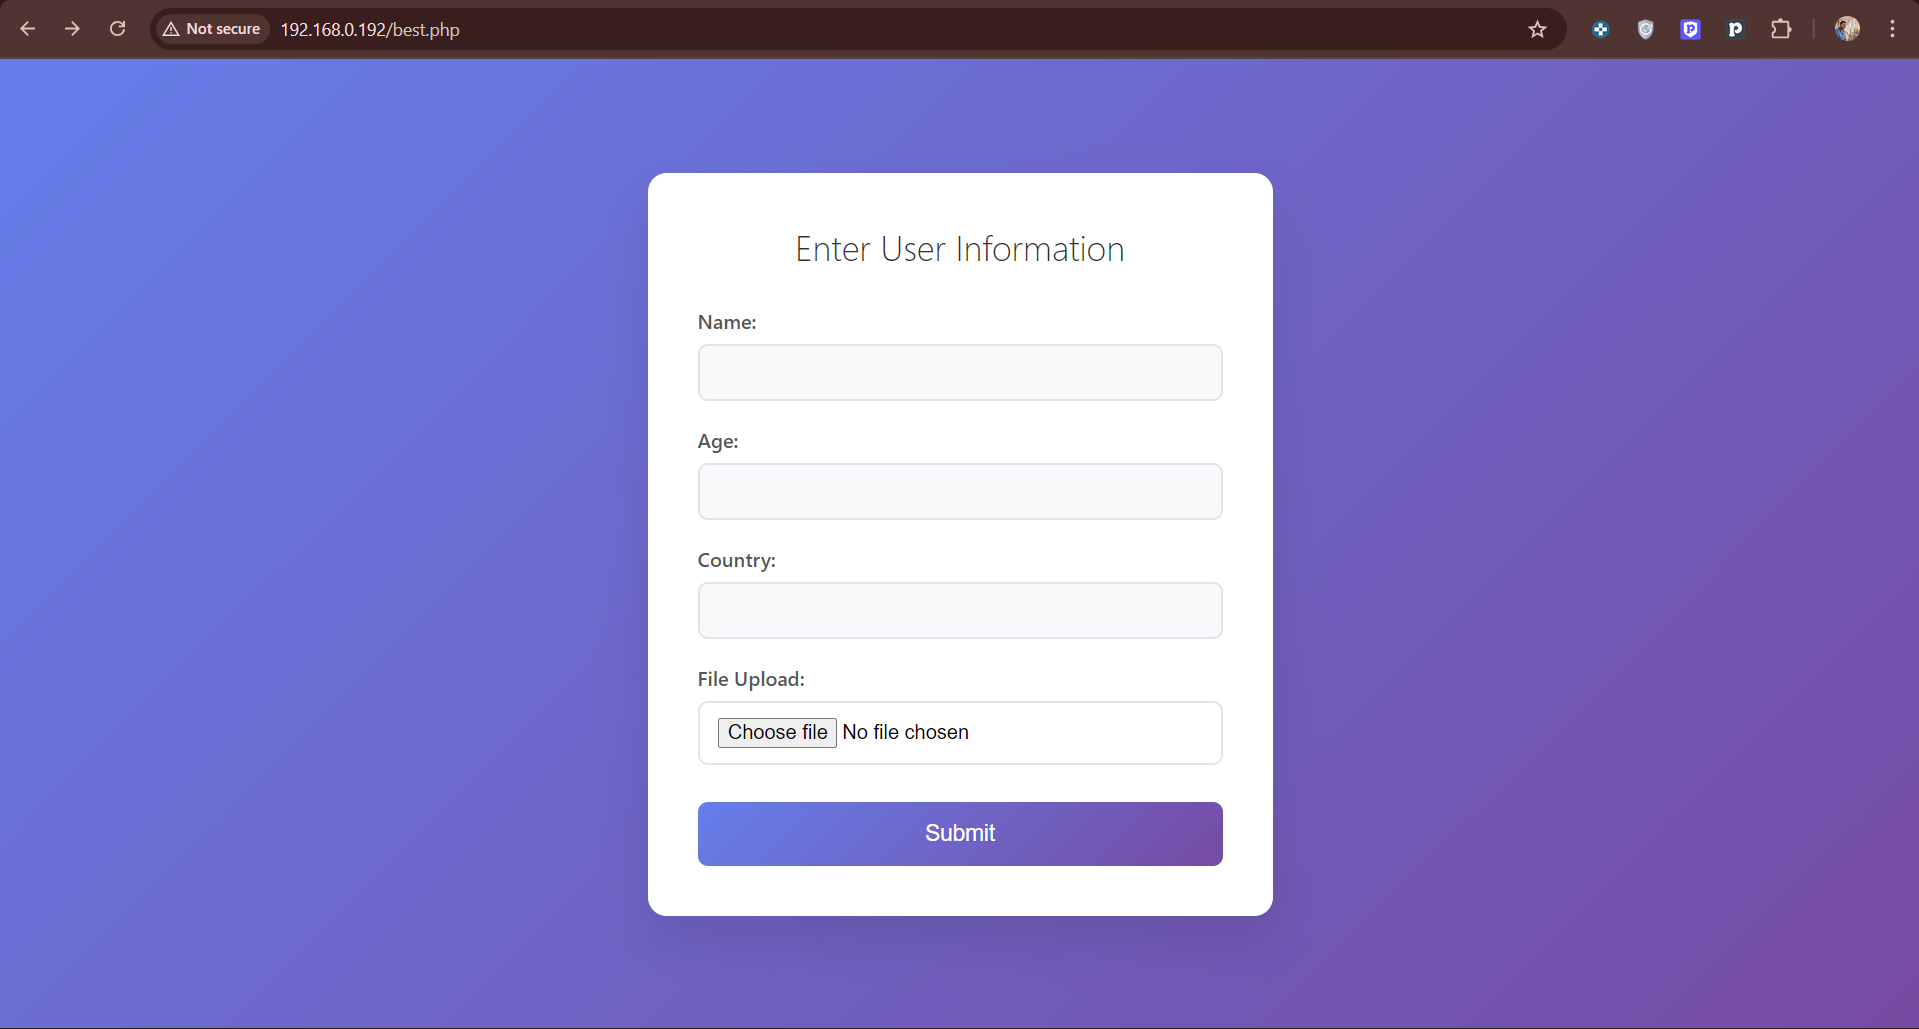 Not secure 192.168.0.192/best.php
Enter User Information
Name:
Age:
Country:
File Upload:
Choose file No file chosen
Submit